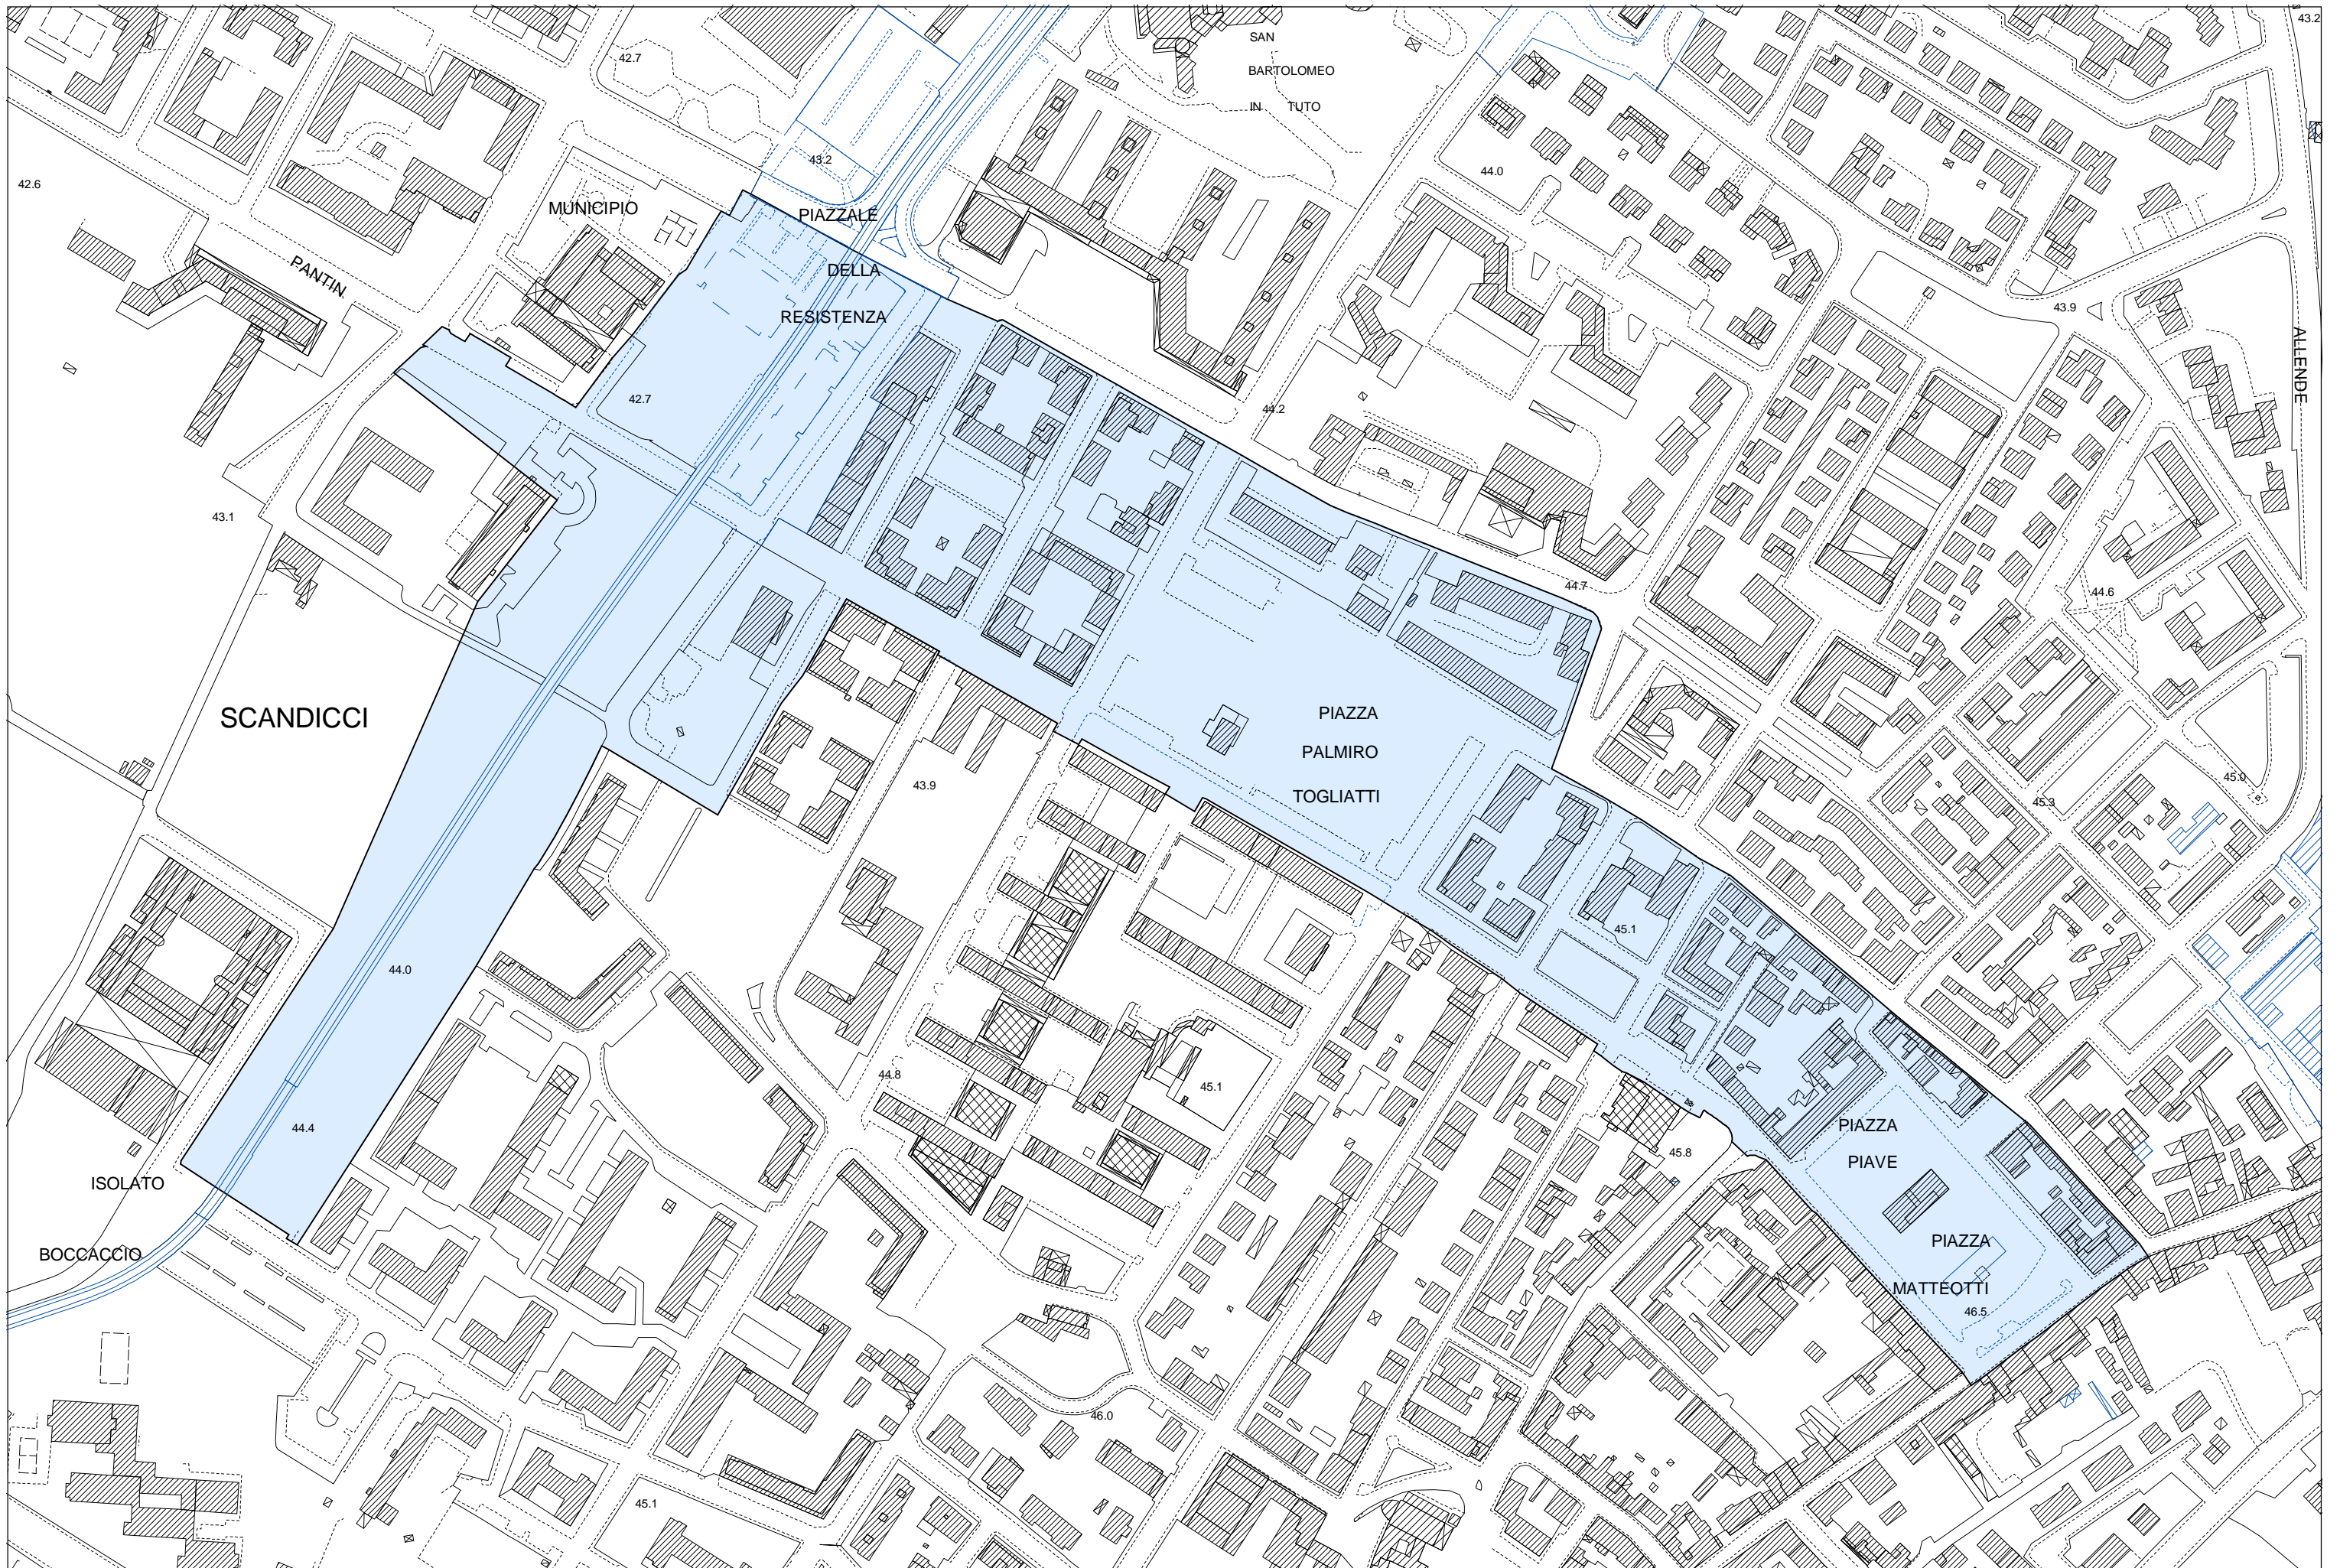 43.2
SAN
42.7
BARTOLOMEO
IN TUTO
43.2
44.0
42.6
MUNICIPIO
PIAZZALE
PANTIN
DELLA
RESISTENZA
43.9
ALLENDE
42.7
44.2
43.1
44.7
44.6
SCANDICCI
PIAZZA
PALMIRO
TOGLIATTI
43.9
45.0
45.3
45.1
44.0
44.8
45.1
44.4
PIAZZA
45.8
PIAVE
ISOLATO
PIAZZA
BOCCACCIO
MATTEOTTI
46.5
46.0
45.1